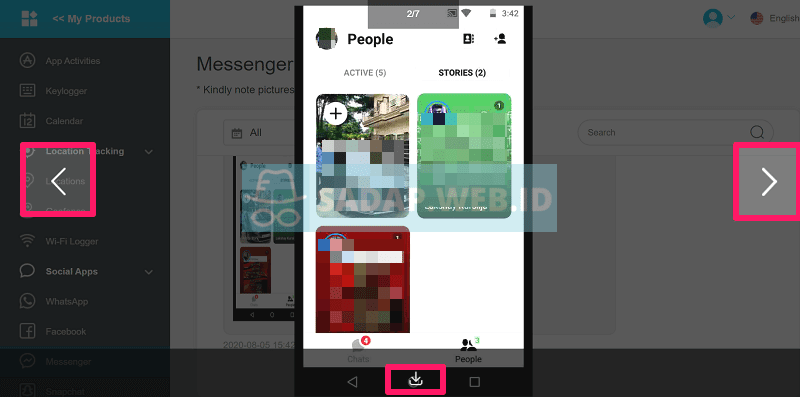 << My Products
2/7
3:42
English
People
App Activities
Messenger
Keylogger
ACTIVE (5)
STORIES (2)
* Kindly note pictures
Calendar
1
All
Search
Location Tracking
Locations
SADAP WEB.ID
Wi-Fi Logger
1
Social Apps
WhatsApp
Facebook
2020-08-05 15:42
4
3
Chats
People
Messenger
Snapchat